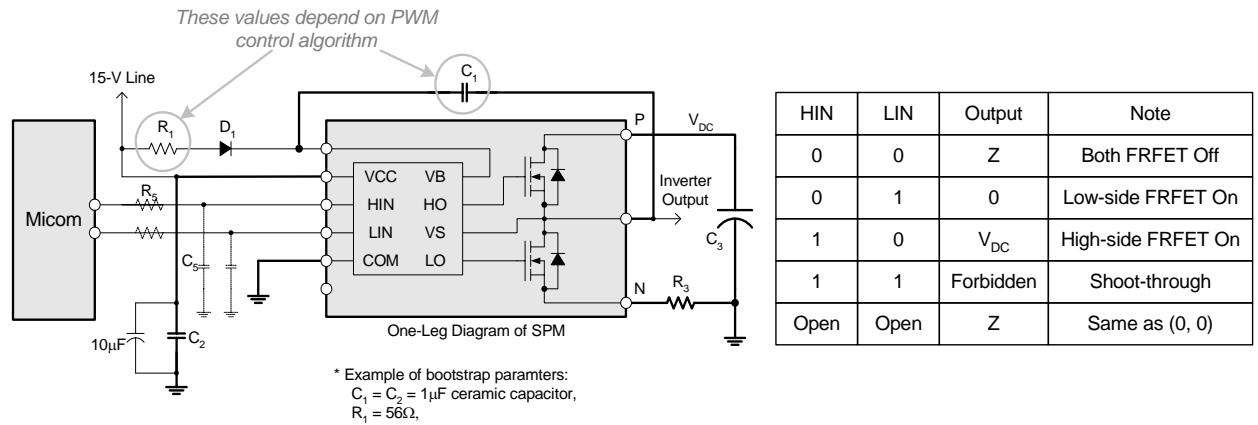 These values depend on PWM
control algorithm
15-V Line
R1
D1
C1
P
VDC
Micom
R5
VCC VB
HIN HO
LIN VS
COM LO
Inverter
Output
C3
C5
N
R3
10μF
C2
One-Leg Diagram of SPM
* Example of bootstrap paramters:
C1 = C2 = 1μF ceramic capacitor,
R1 = 56Ω,
HIN LIN Output Note
0 0 Z Both FRFET Off
0 1 0 Low-side FRFET On
1 0 VDC High-side FRFET On
1 1 Forbidden Shoot-through
Open Open Z Same as (0, 0)